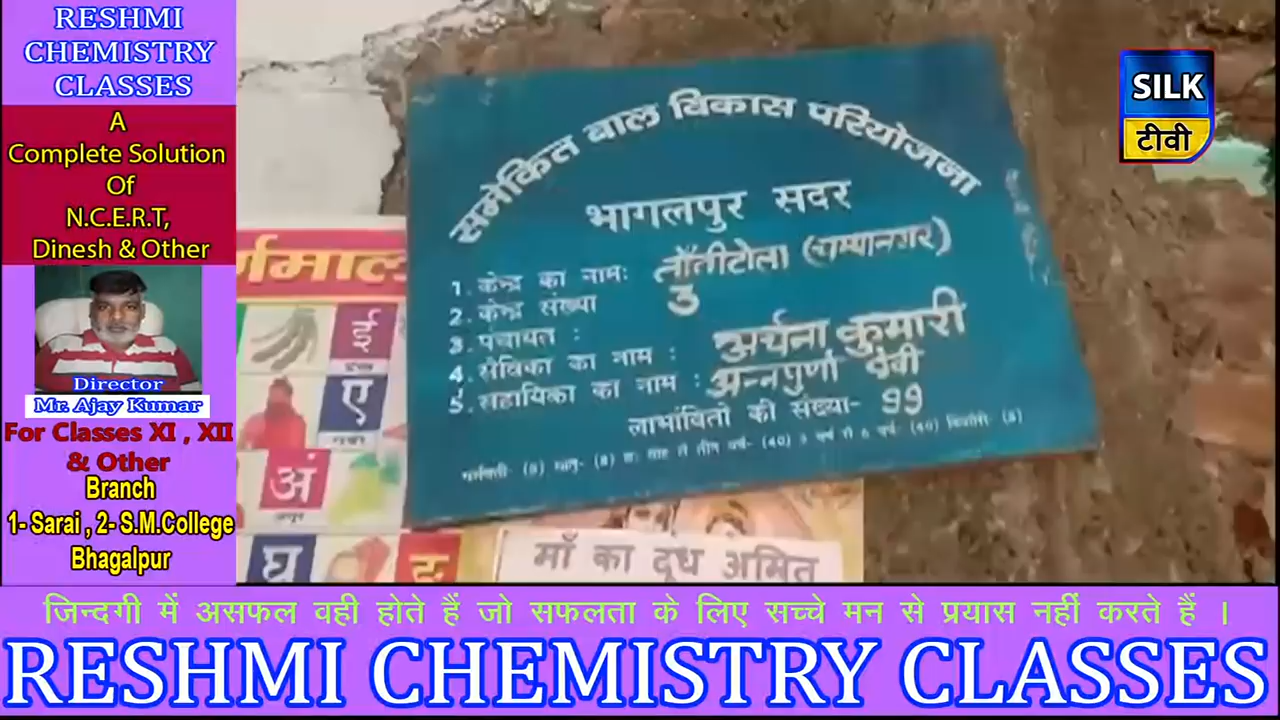 RESHMI
CHEMISTRY
CLASSES
A
Complete Solution
Of
N.C.E.R.T,
Dinesh & Other
Director
Mr. Ajay Kumar
For Classes XI , XII
& Other
Branch
1- Sarai , 2- S.M.College
Bhagalpur
SILK
टीवी
समेकित बाल विकास परियोजना
भागलपुर सदर
1. केन्द्र का नाम: ताँतीटोला (चम्पानगर)
2. केन्द्र संख्या 3
3. पंचायत :
4. सेविका का नाम : अर्चना कुमारी
5. सहायिका का नाम : अन्नपुर्णा देवी
लाभांवितों की संख्या- 99
ई
ए
अं
घ
माँ का दूध अमित
जिन्दगी में असफल वही होते हैं जो सफलता के लिए सच्चे मन से प्रयास नहीं करते हैं ।
RESHMI CHEMISTRY CLASSES